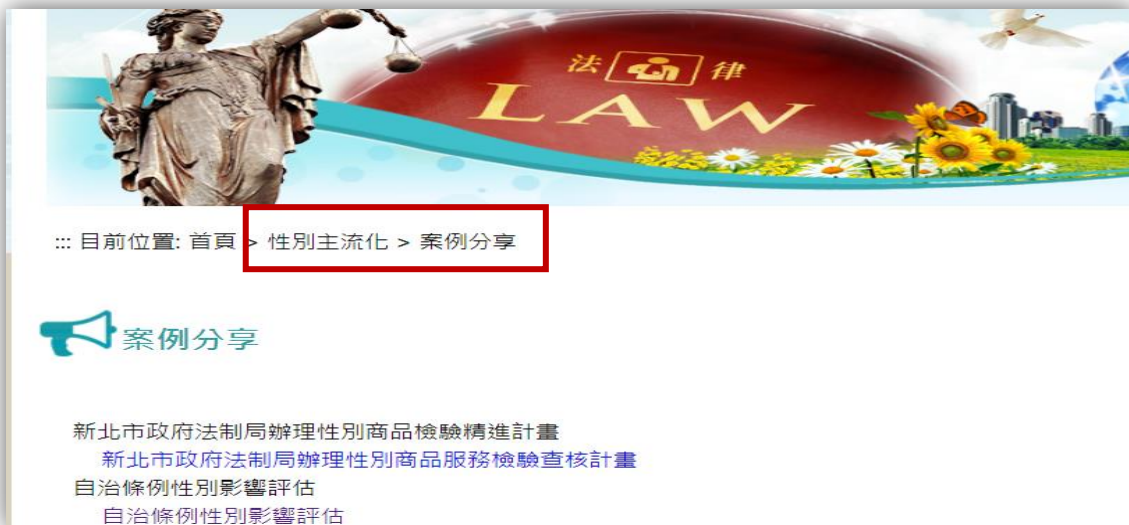 法 律
LAW
::: 目前位置: 首頁 > 性別主流化 > 案例分享
案例分享
新北市政府法制局辦理性別商品檢驗精進計畫
新北市政府法制局辦理性別商品服務檢驗查核計畫
自治條例性別影響評估
自治條例性別影響評估